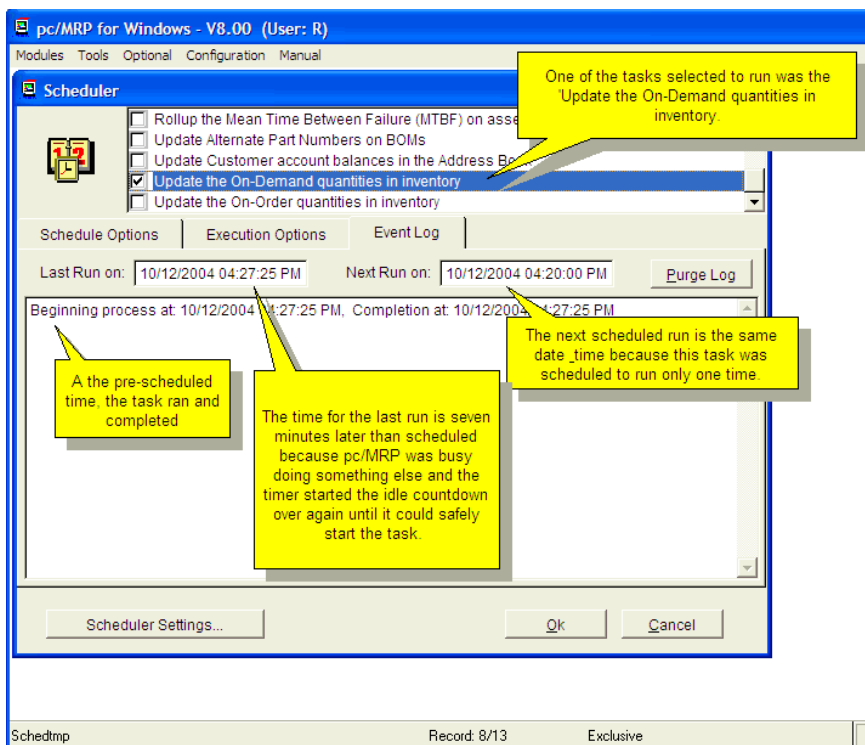 pc/MRP for Windows - V8.00 (User: R)
Modules Tools Optional Configuration Manual
Scheduler
One of the tasks selected to run was the
'Update the On-Demand quantities in
inventory.
Rollup the Mean Time Between Failure (MTBF) on asse
Update Alternate Part Numbers on BOMs
Update Customer account balances in the Address Bo
Update the On-Demand quantities in inventory
Update the On-Order quantities in inventory
Schedule Options Execution Options Event Log
Last Run on: 10/12/2004 04:27:25 PM Next Run on: 10/12/2004 04:20:00 PM Purge Log
Beginning process at: 10/12/2004 04:27:25 PM, Completion at: 10/12/2004 04:27:25 PM
The next scheduled run is the same
date _time because this task was
scheduled to run only one time.
A the pre-scheduled
time, the task ran and
completed
The time for the last run is seven
minutes later than scheduled
because pc/MRP was busy
doing something else and the
timer started the idle countdown
over again until it could safely
start the task.
Scheduler Settings... Ok Cancel
Schedtmp Record: 8/13 Exclusive